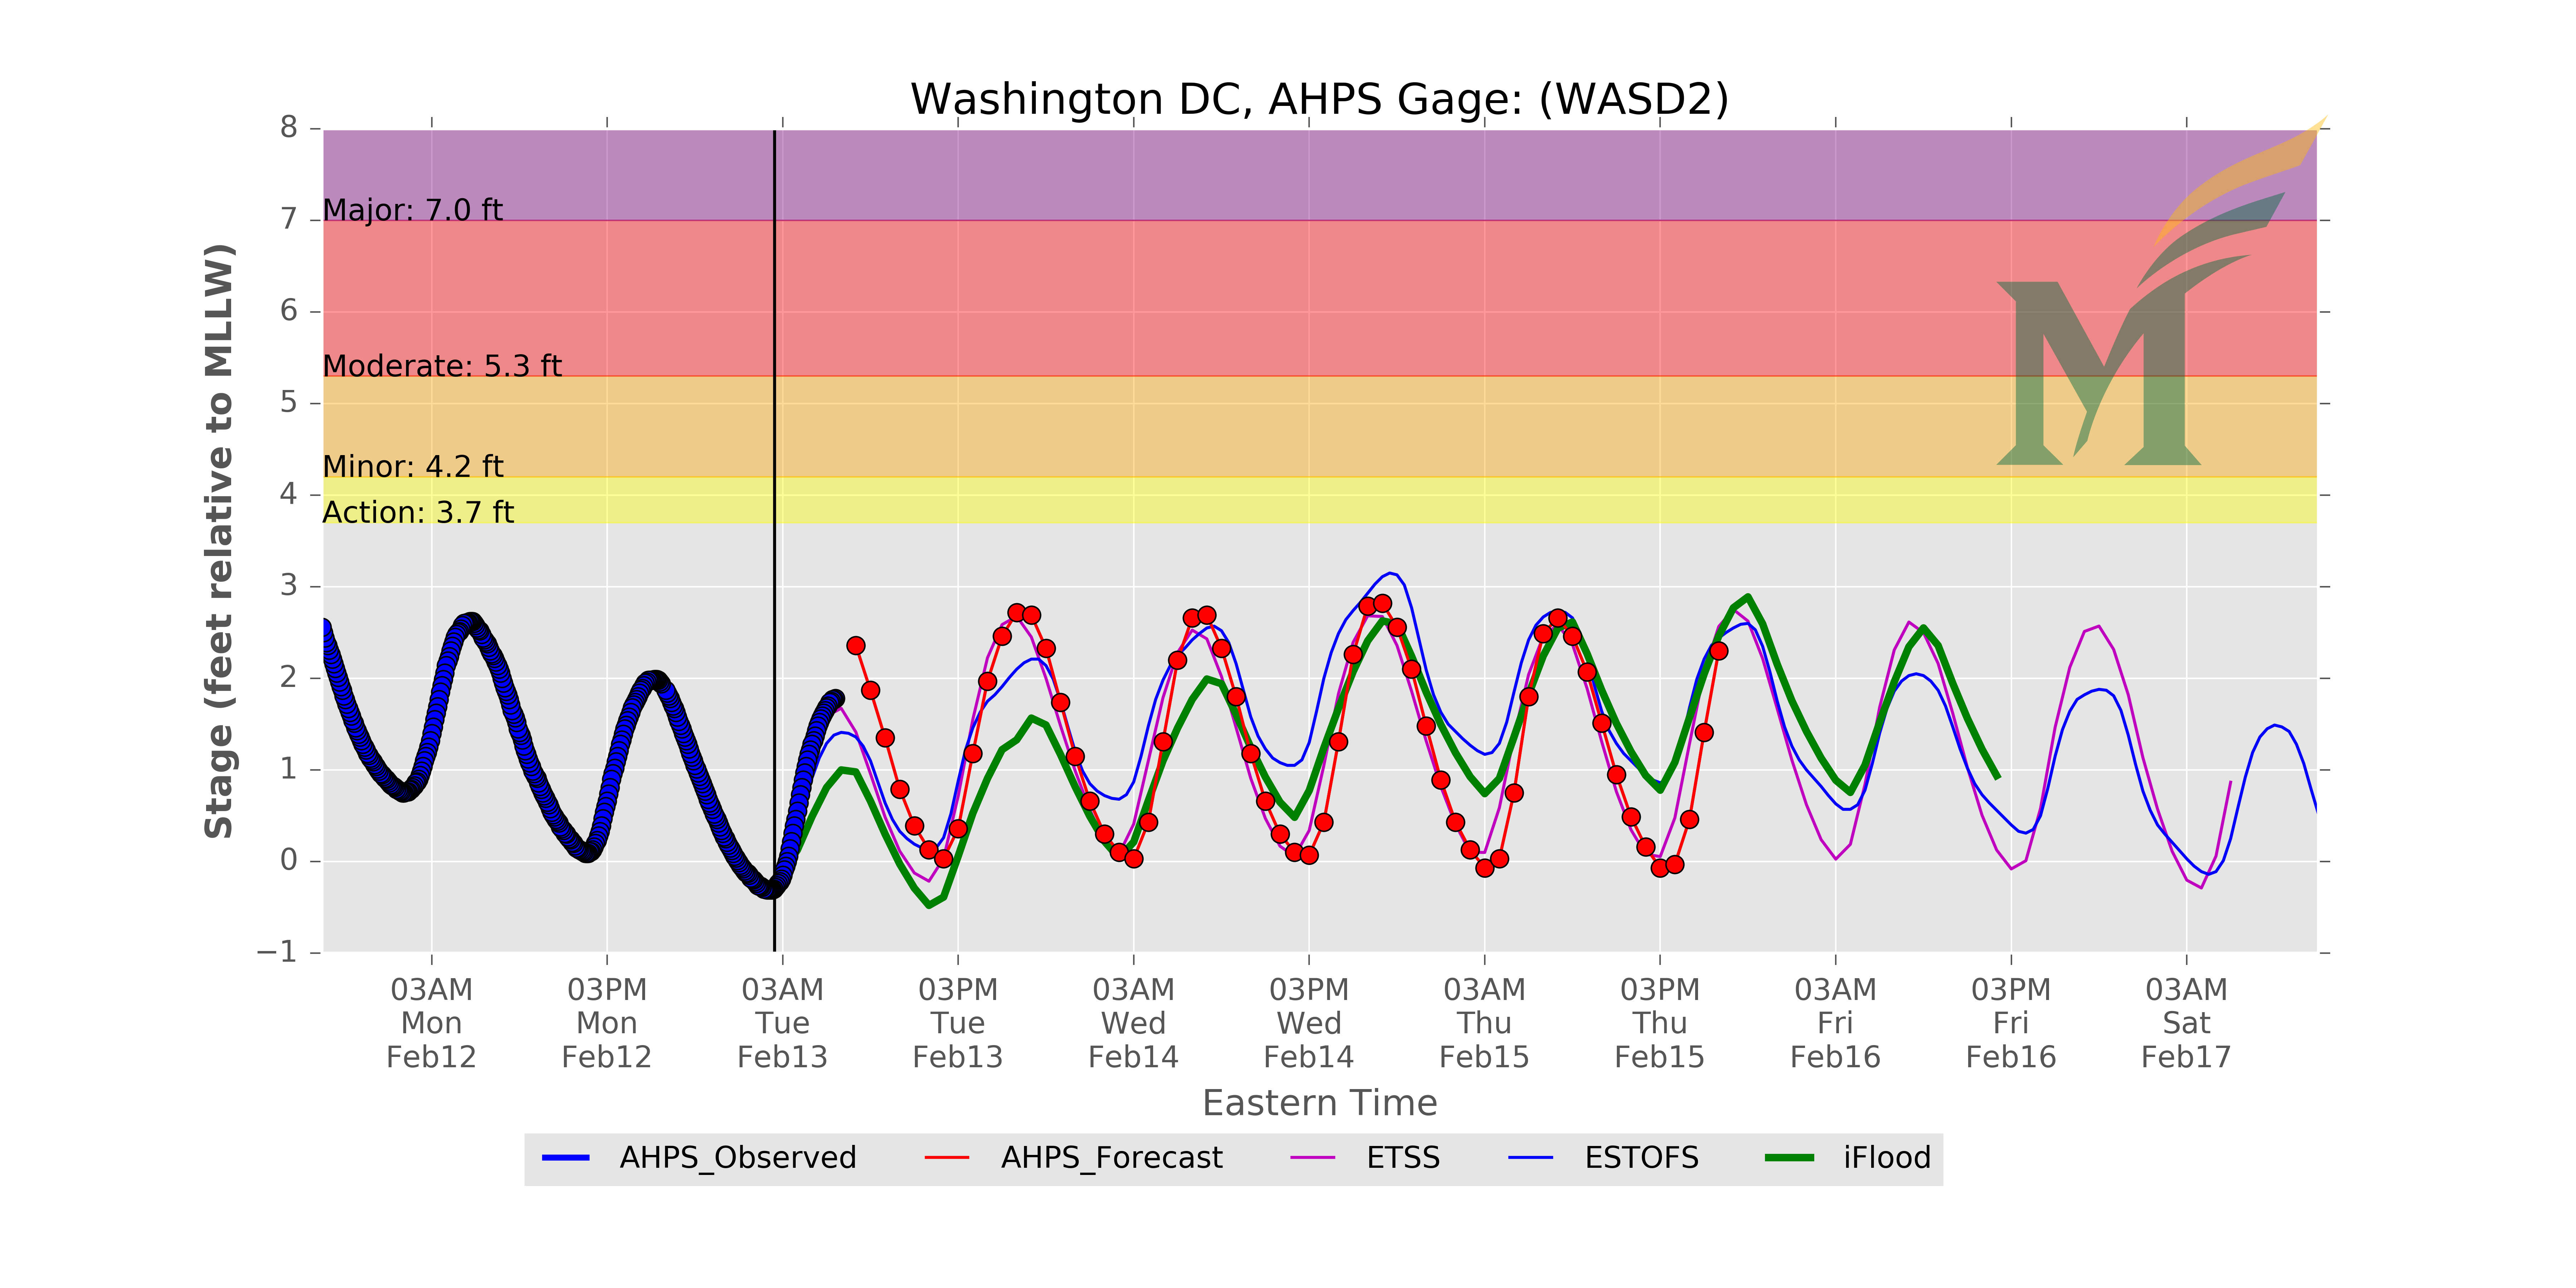 Washington DC, AHPS Gage: (WASD2)
8
7
6
5
4
3
2
1
0
−1
Stage (feet relative to MLLW)
Major: 7.0 ft
Moderate: 5.3 ft
Minor: 4.2 ft
Action: 3.7 ft
M
03AM 03PM 03AM 03PM 03AM 03PM 03AM 03PM 03AM 03PM 03AM
Mon Mon Tue Tue Wed Wed Thu Thu Fri Fri Sat
Feb12 Feb12 Feb13 Feb13 Feb14 Feb14 Feb15 Feb15 Feb16 Feb16 Feb17
Eastern Time
AHPS_Observed AHPS_Forecast ETSS ESTOFS iFlood